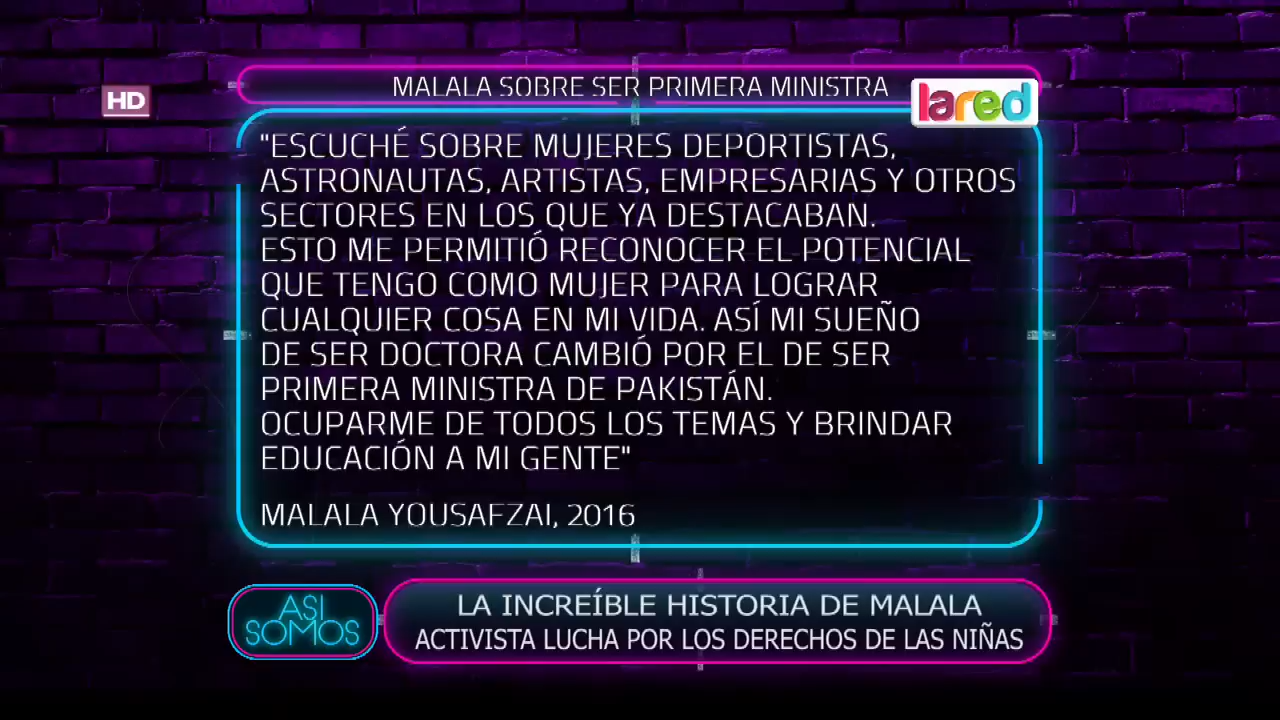 MALALA SOBRE SER PRIMERA MINISTRA
HD
lared
"ESCUCHÉ SOBRE MUJERES DEPORTISTAS,
ASTRONAUTAS, ARTISTAS, EMPRESARIAS Y OTROS
SECTORES EN LOS QUE YA DESTACABAN.
ESTO ME PERMITIÓ RECONOCER EL POTENCIAL
QUE TENGO COMO MUJER PARA LOGRAR
CUALQUIER COSA EN MI VIDA. ASÍ MI SUEÑO
DE SER DOCTORA CAMBIÓ POR EL DE SER
PRIMERA MINISTRA DE PAKISTÁN.
OCUPARME DE TODOS LOS TEMAS Y BRINDAR
EDUCACIÓN A MI GENTE"
MALALA YOUSAFZAI, 2016
ASI
SOMOS
LA INCREÍBLE HISTORIA DE MALALA
ACTIVISTA LUCHA POR LOS DERECHOS DE LAS NIÑAS